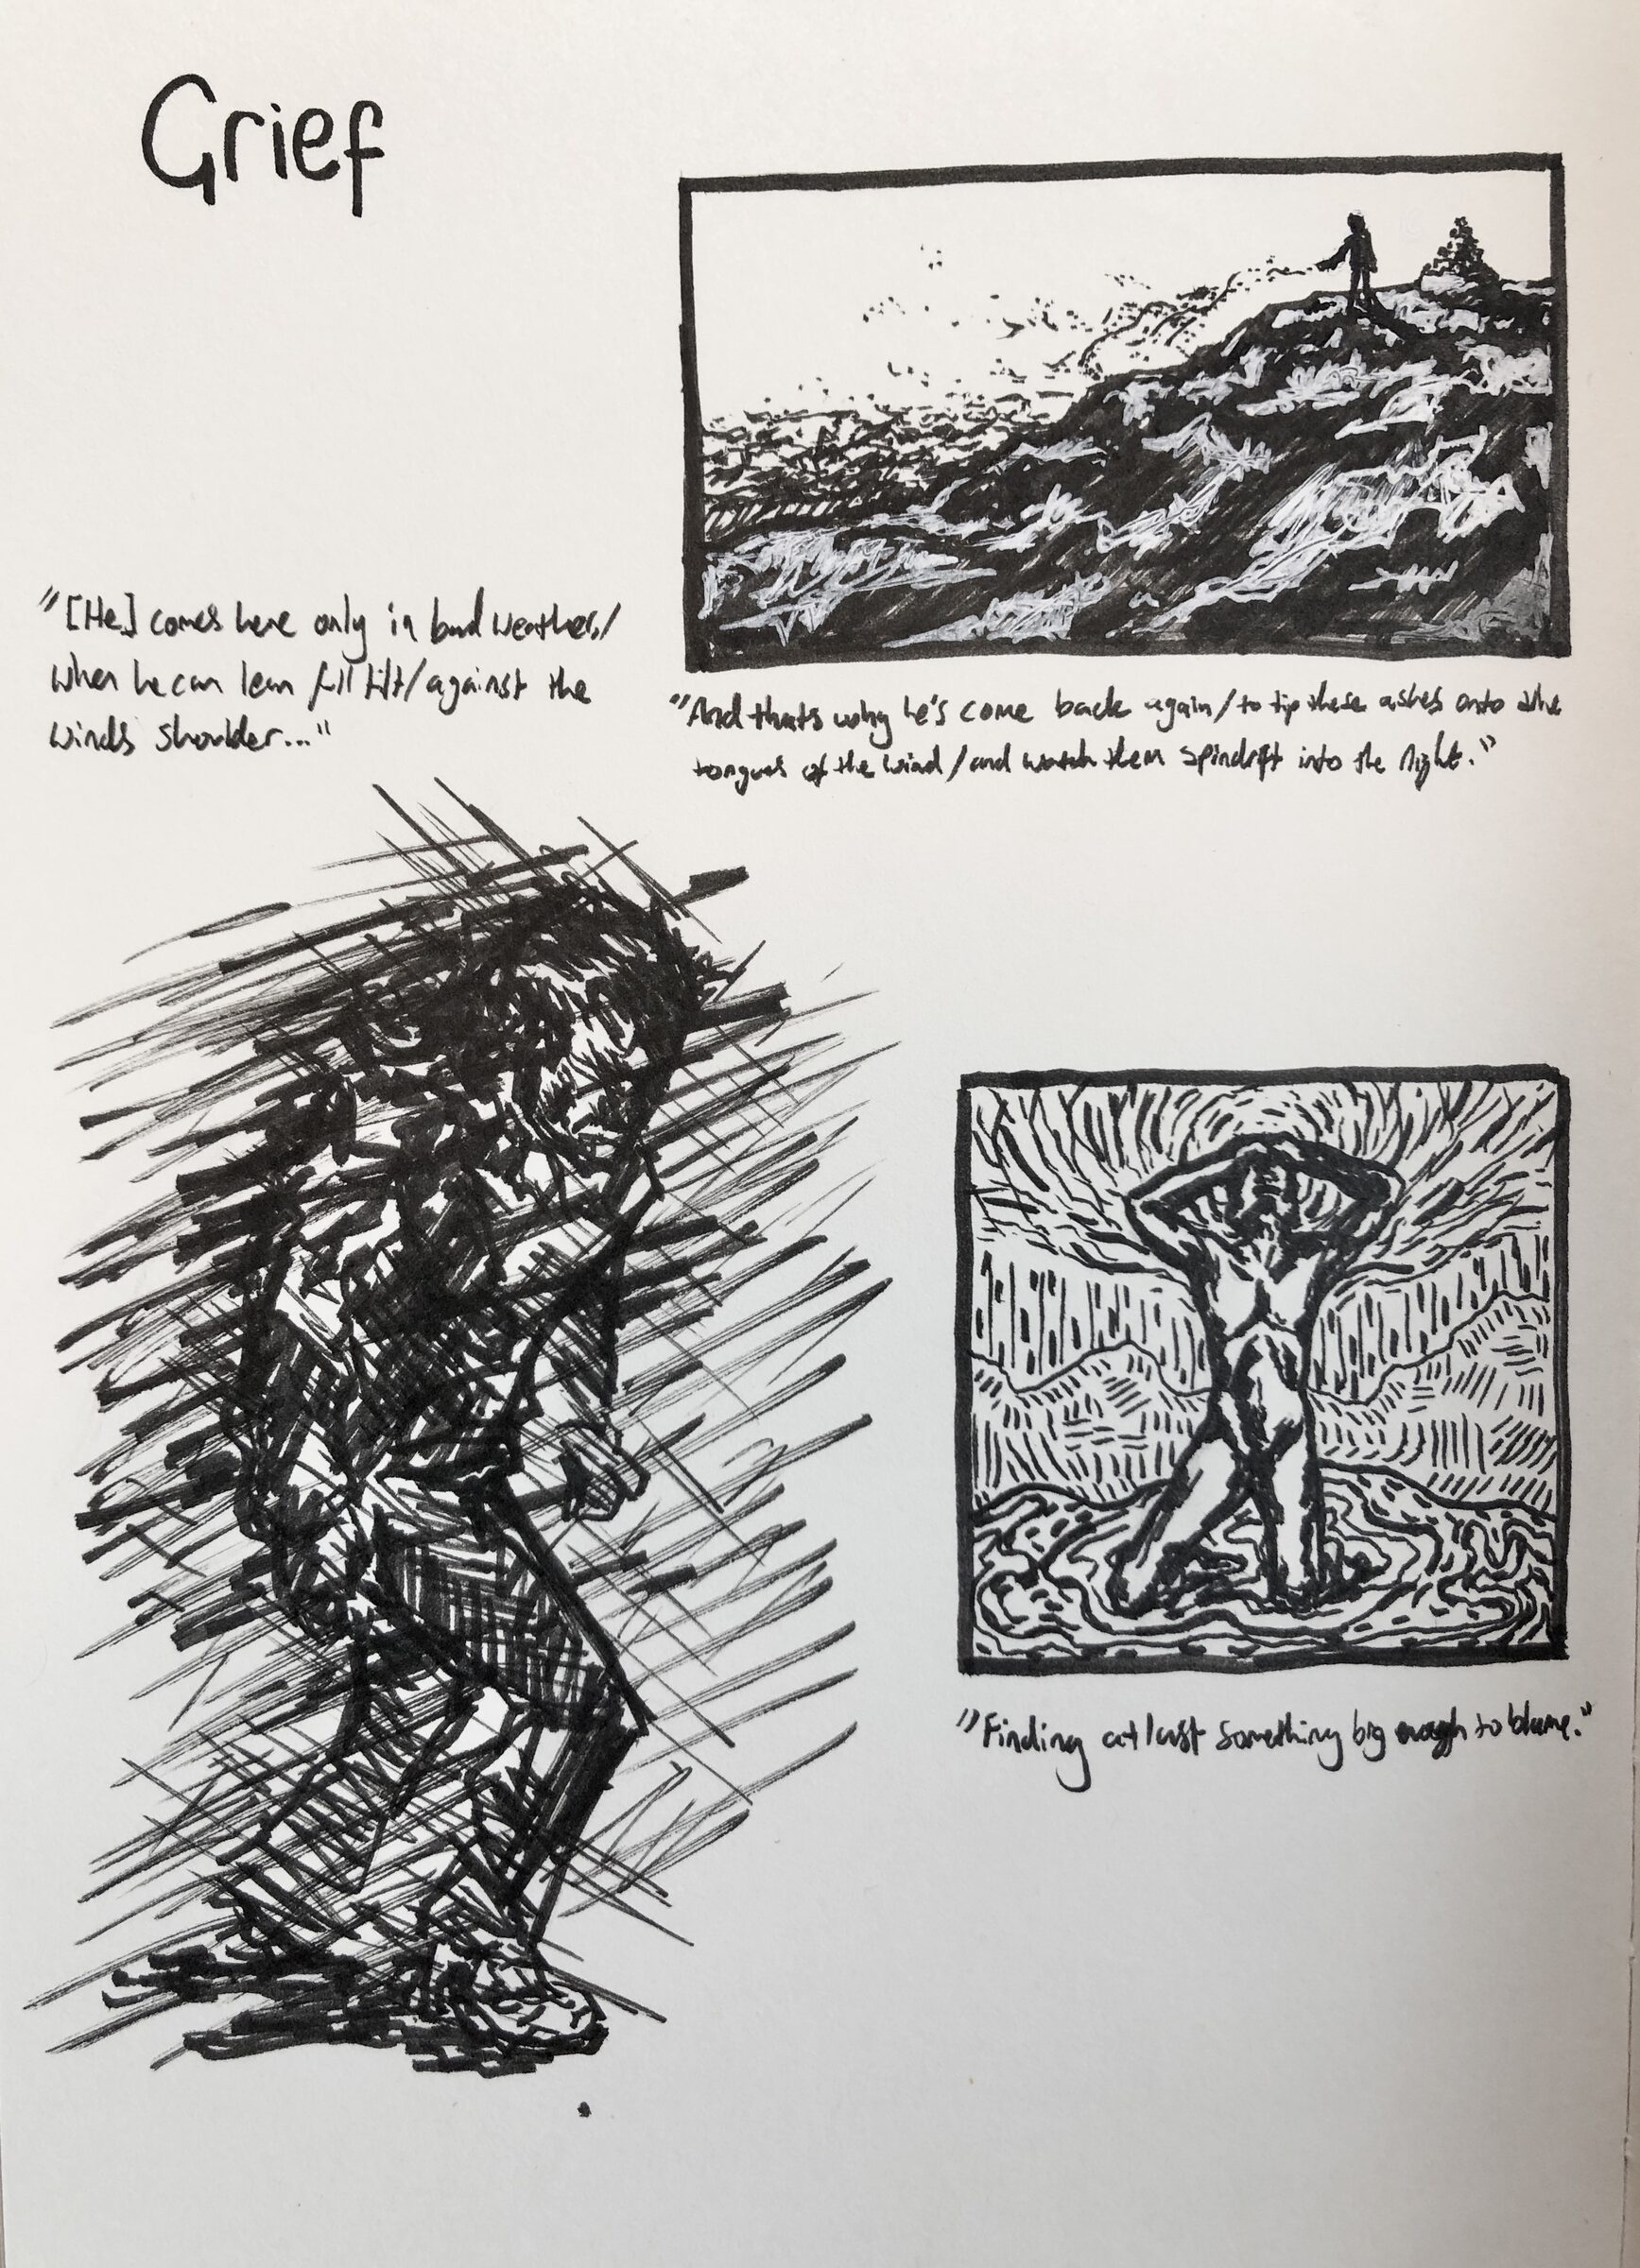 Grief
"[He] comes here only in bad weather,/
when he can lean full tilt/against the
winds shoulder..."
"And that's why he's come back again/to tip these ashes onto the
tongues of the wind/and watch them spindrift into the night."
"Finding at last something big enough to blame."